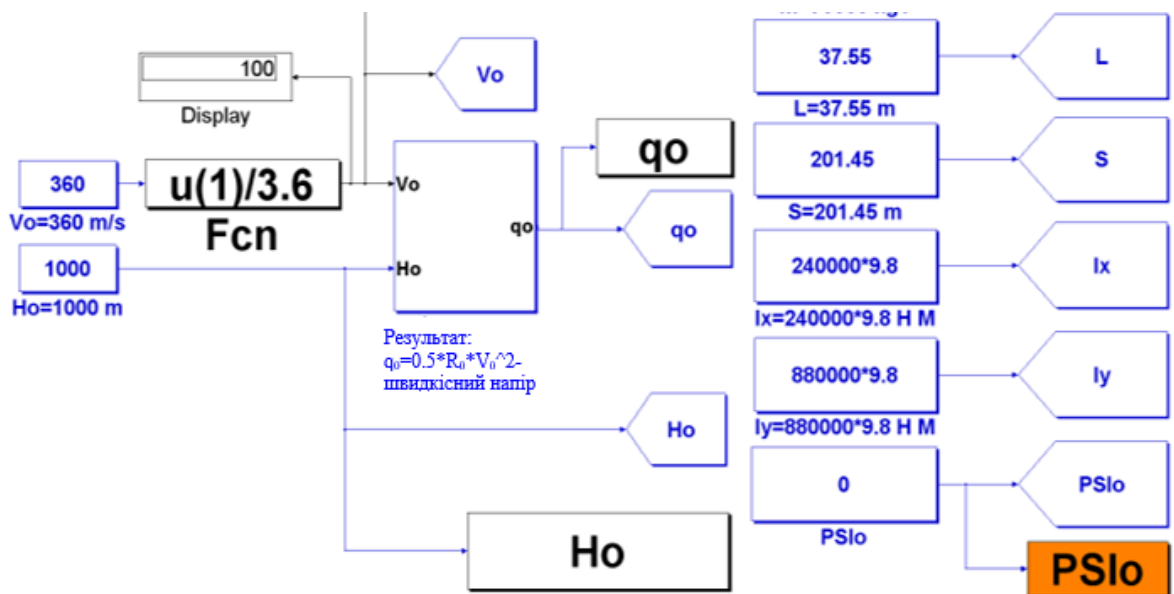 100
Display
Vo
360
Vo=360 m/s
u(1)/3.6
Fcn
1000
Ho=1000 m
Vo
Ho
qo
Результат:
q₀=0.5*R₀*V₀^2-
швидкісний напір
qo
qo
Ho
Ho
37.55
L=37.55 m
L
201.45
S=201.45 m
S
240000*9.8
Ix=240000*9.8 H M
Ix
880000*9.8
Iy=880000*9.8 H M
Iy
0
PSIo
PSIo
PSIo